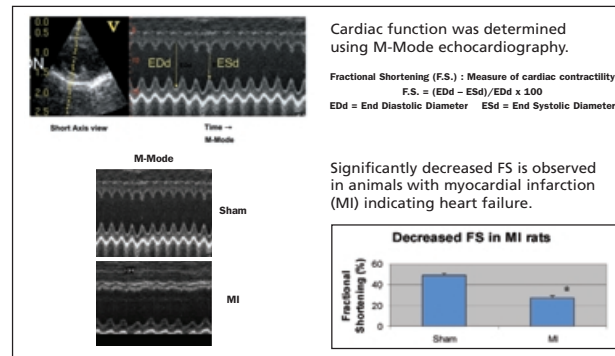 V
0.0
0.5
1.0
1.5
2.0
2.5
ON
EDd
ESd
Short Axis view
Time →
M-Mode
Cardiac function was determined
using M-Mode echocardiography.
Fractional Shortening (F.S.) : Measure of cardiac contractility
F.S. = (EDd – ESd)/EDd x 100
EDd = End Diastolic Diameter ESd = End Systolic Diameter
M-Mode
Sham
MI
Significantly decreased FS is observed
in animals with myocardial infarction
(MI) indicating heart failure.
Decreased FS in MI rats
Fractional
Shortening (%)
60
40
20
0
*
Sham
MI